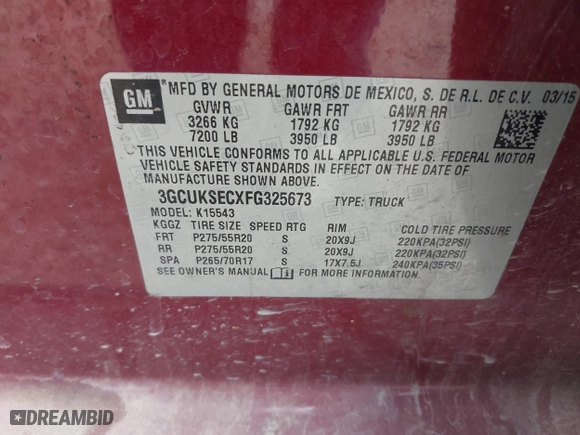 GM
MFD BY GENERAL MOTORS DE MEXICO, S. DE R.L. DE C.V. 03/15
GVWR GAWR FRT GAWR RR
3266 KG 1792 KG 1792 KG
7200 LB 3950 LB 3950 LB
THIS VEHICLE CONFORMS TO ALL APPLICABLE U.S. FEDERAL MOTOR
VEHICLE SAFETY STANDARDS IN EFFECT ON THE DATE OF
MANUFACTURE SHOWN ABOVE.
3GCUKSECXFG325673 TYPE: TRUCK
MODEL: K15543
KGGZ TIRE SIZE SPEED RTG RIM COLD TIRE PRESSURE
FRT P275/55R20 S 20X9J 220KPA(32PSI)
RR P275/55R20 S 20X9J 220KPA(32PSI)
SPA P265/70R17 S 17X7.5J 240KPA(35PSI)
SEE OWNER'S MANUAL FOR MORE INFORMATION.
DREAMBID